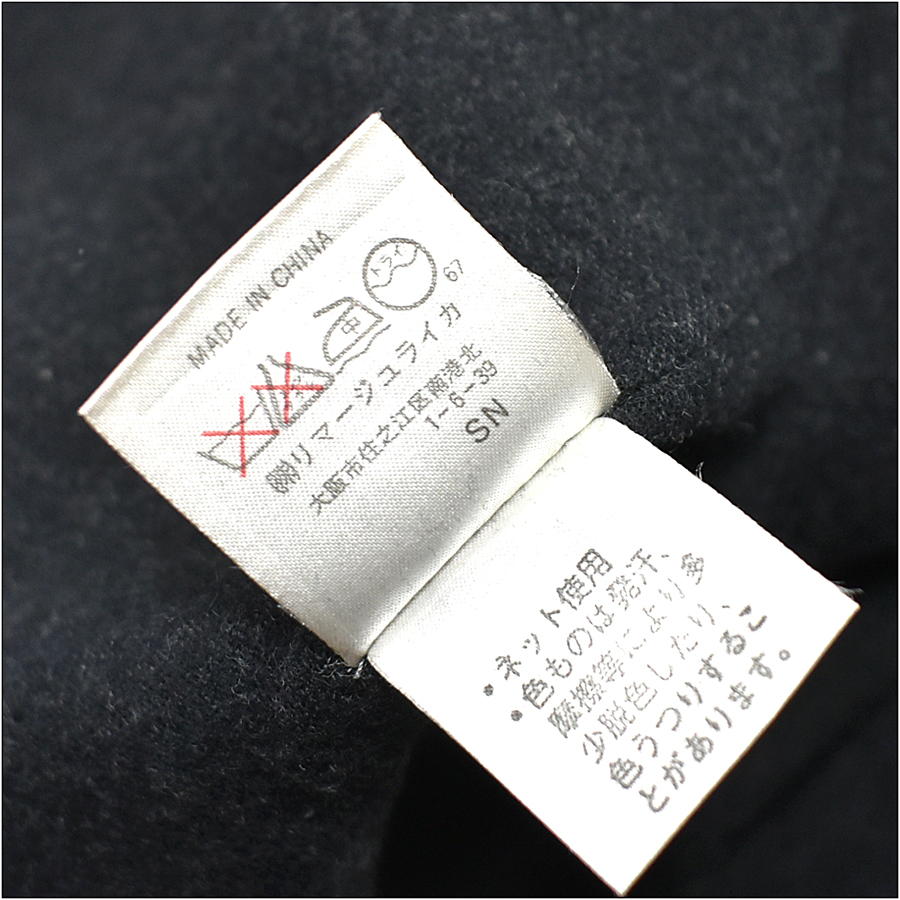 MADE IN CHINA
中
ドライ
67
㈱リマージュライカ
大阪市住之江区南港北
1-6-39
SN
・ネット使用
・色ものは発汗、
摩擦等により多
少脱色したり、
色うつりするこ
とがあります。